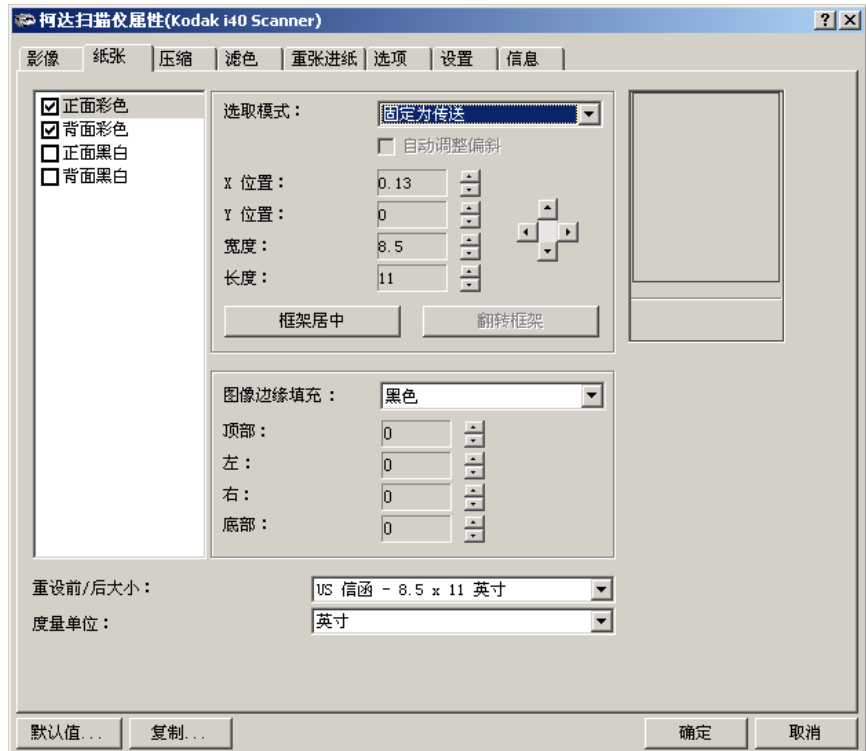 柯达扫描仪属性(Kodak i40 Scanner)
影像 纸张 压缩 滤色 重张进纸 选项 设置 信息
正面彩色
背面彩色
正面黑白
背面黑白
选取模式： 固定为传送
自动调整偏斜
X 位置： 0.13
Y 位置： 0
宽度： 8.5
长度： 11
框架居中 翻转框架
图像边缘填充： 黑色
顶部： 0
左： 0
右： 0
底部： 0
重设前/后大小： US 信函 - 8.5 x 11 英寸
度量单位： 英寸
默认值... 复制... 确定 取消